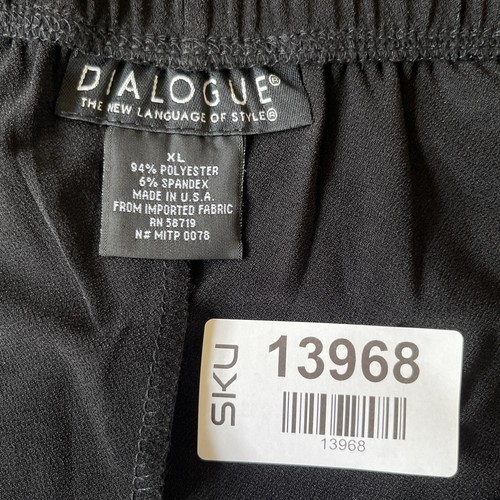 DIALOGUE®
THE NEW LANGUAGE OF STYLE®
XL
94% POLYESTER
6% SPANDEX
MADE IN U.S.A.
FROM IMPORTED FABRIC
RN 58719
N# MITP 0078
SKU
13968
13968